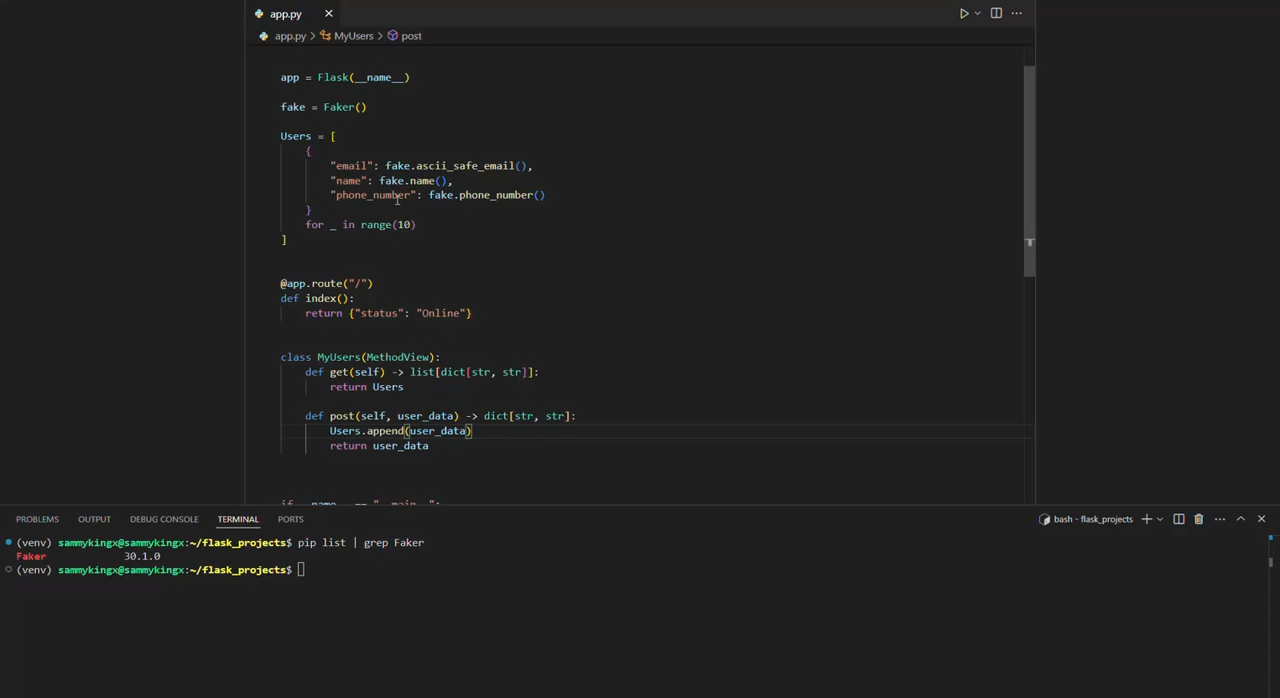 app.py
app.py > MyUsers > post
app = Flask(__name__)
fake = Faker()
Users = [
{
"email": fake.ascii_safe_email(),
"name": fake.name(),
"phone_number": fake.phone_number()
}
for _ in range(10)
]
@app.route("/")
def index():
return {"status": "Online"}
class MyUsers(MethodView):
def get(self) -> list[dict[str, str]]:
return Users
def post(self, user_data) -> dict[str, str]:
Users.append(user_data)
return user_data
if __name__ == "__main__":
PROBLEMS OUTPUT DEBUG CONSOLE TERMINAL PORTS bash - flask_projects
(venv) sammykingx@sammykingx:~/flask_projects$ pip list | grep Faker
Faker 30.1.0
(venv) sammykingx@sammykingx:~/flask_projects$